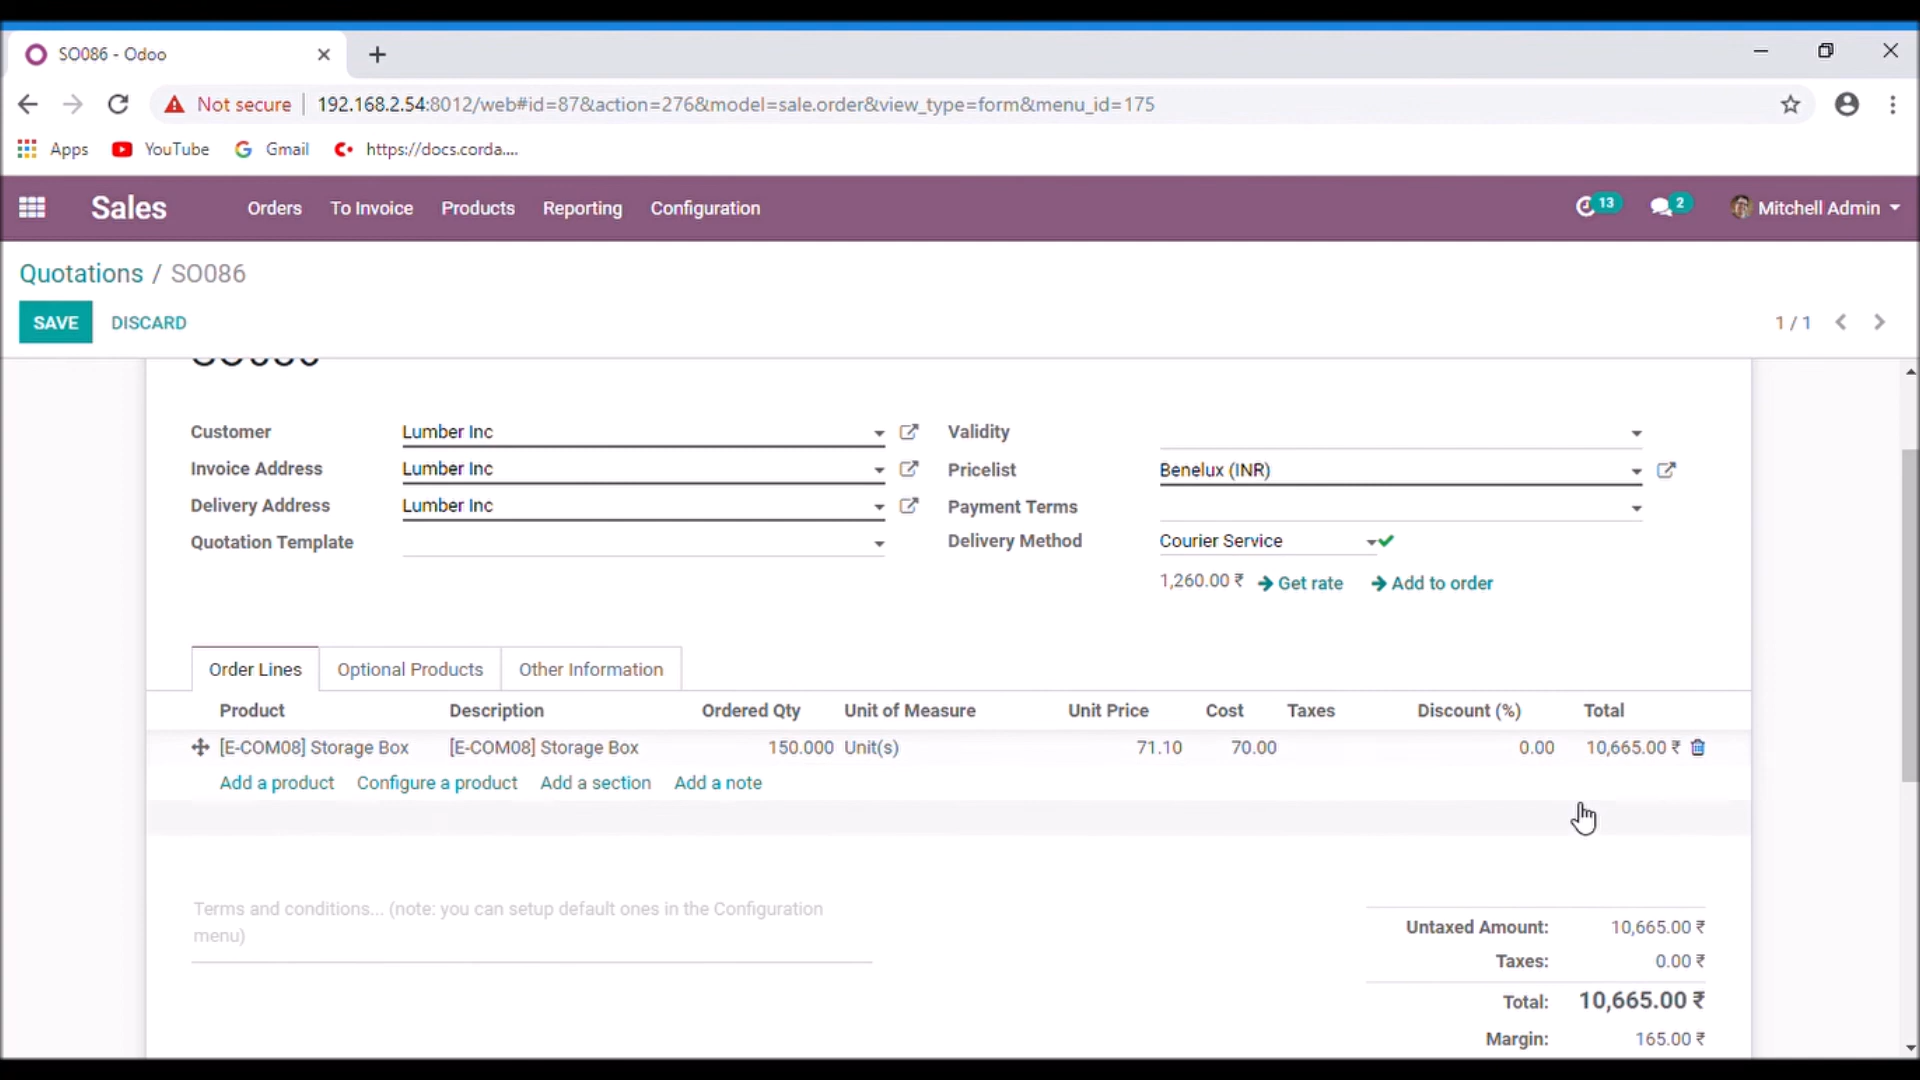 SO086 - Odoo
Not secure 192.168.2.54:8012/web#id=87&action=276&model=sale.order&view_type=form&menu_id=175
Apps YouTube Gmail https://docs.corda....
Sales Orders To Invoice Products Reporting Configuration 13 2 Mitchell Admin
Quotations / SO086
SAVE DISCARD 1 / 1
SO086
Customer Lumber Inc Validity
Invoice Address Lumber Inc Pricelist Benelux (INR)
Delivery Address Lumber Inc Payment Terms
Quotation Template Delivery Method Courier Service
1,260.00 ₹ Get rate Add to order
Order Lines Optional Products Other Information
Product Description Ordered Qty Unit of Measure Unit Price Cost Taxes Discount (%) Total
[E-COM08] Storage Box [E-COM08] Storage Box 150.000 Unit(s) 71.10 70.00 0.00 10,665.00 ₹
Add a product Configure a product Add a section Add a note
Terms and conditions... (note: you can setup default ones in the Configuration
menu)
Untaxed Amount: 10,665.00 ₹
Taxes: 0.00 ₹
Total: 10,665.00 ₹
Margin: 165.00 ₹